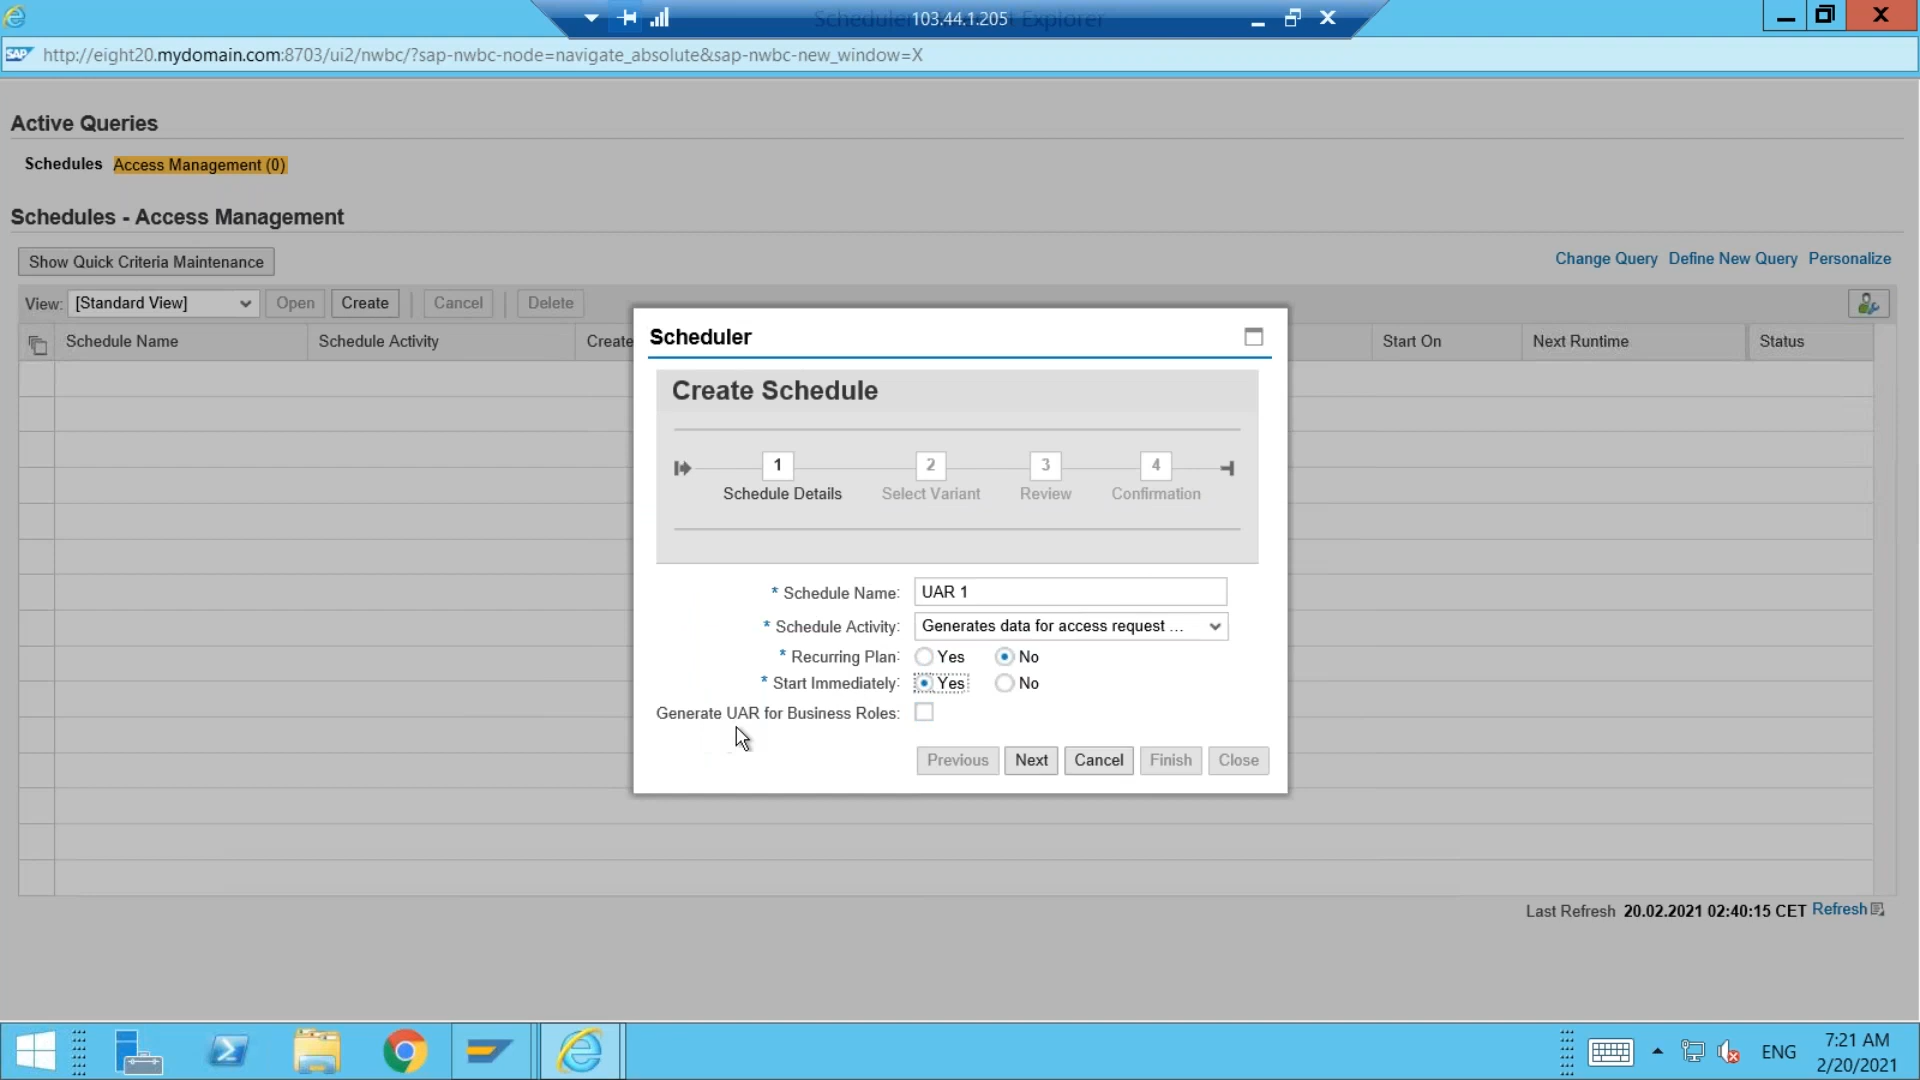 103.44.1.205
SAP http://eight20.mydomain.com:8703/ui2/nwbc/?sap-nwbc-node=navigate_absolute&sap-nwbc-new_window=X
Active Queries
Schedules Access Management (0)
Schedules - Access Management
Show Quick Criteria Maintenance
Change Query Define New Query Personalize
View: [Standard View] Open Create Cancel Delete
Schedule Name Schedule Activity Create Start On Next Runtime Status
Scheduler
Create Schedule
1 2 3 4
Schedule Details Select Variant Review Confirmation
* Schedule Name: UAR 1
* Schedule Activity: Generates data for access request ...
* Recurring Plan: Yes No
* Start Immediately: Yes No
Generate UAR for Business Roles:
Previous Next Cancel Finish Close
Last Refresh 20.02.2021 02:40:15 CET Refresh
ENG
7:21 AM
2/20/2021